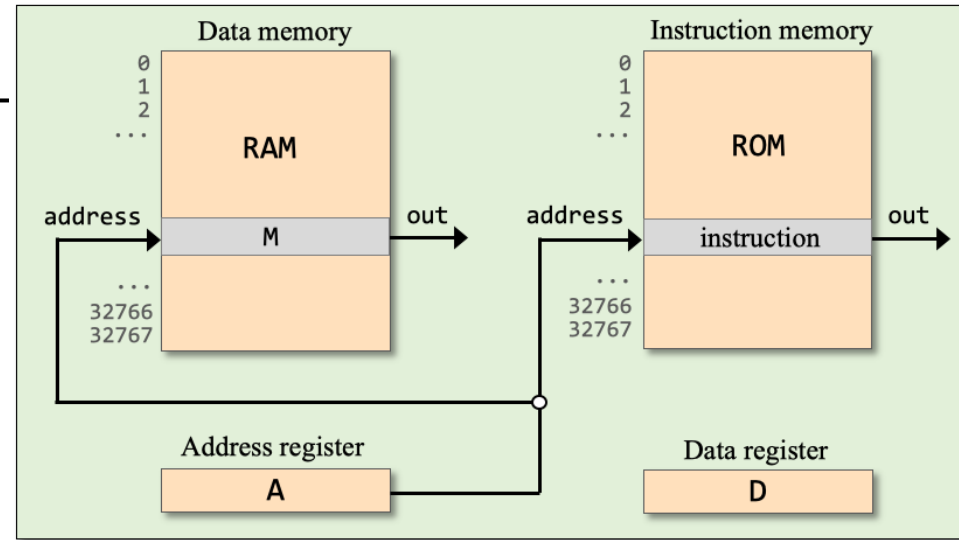 Data memory
0
1
2
...
RAM
address
M
out
...
32766
32767
Instruction memory
0
1
2
...
ROM
address
instruction
out
...
32766
32767
Address register
A
Data register
D